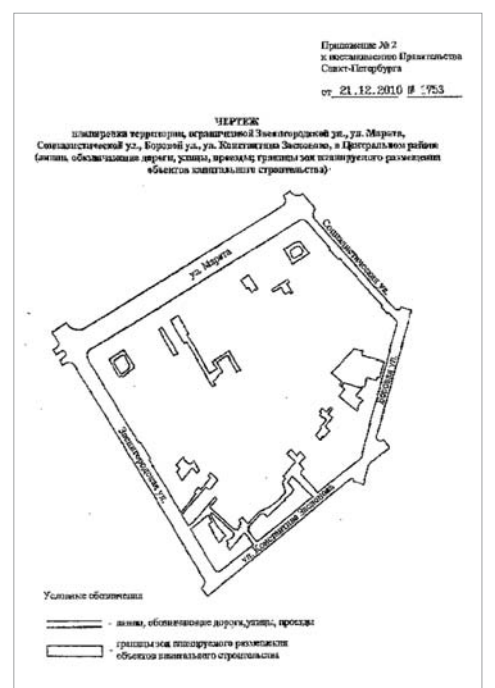 Приложение № 2
к постановлению Правительства
Санкт-Петербурга
от 21.12.2010 № 1753
ЧЕРТЕЖ
планировки территории, ограниченной Звенигородской ул., ул. Марата,
Социалистической ул., Боровой ул., ул. Константина Заслонова, в Центральном районе
(линии, обозначающие дороги, улицы, проезды; границы зон планируемого размещения
объектов капитального строительства)
ул. Марата
Социалистическая ул.
Боровая ул.
Звенигородская ул.
ул. Константина Заслонова
Условные обозначения
- линии, обозначающие дороги, улицы, проезды
- границы зон планируемого размещения
объектов капитального строительства